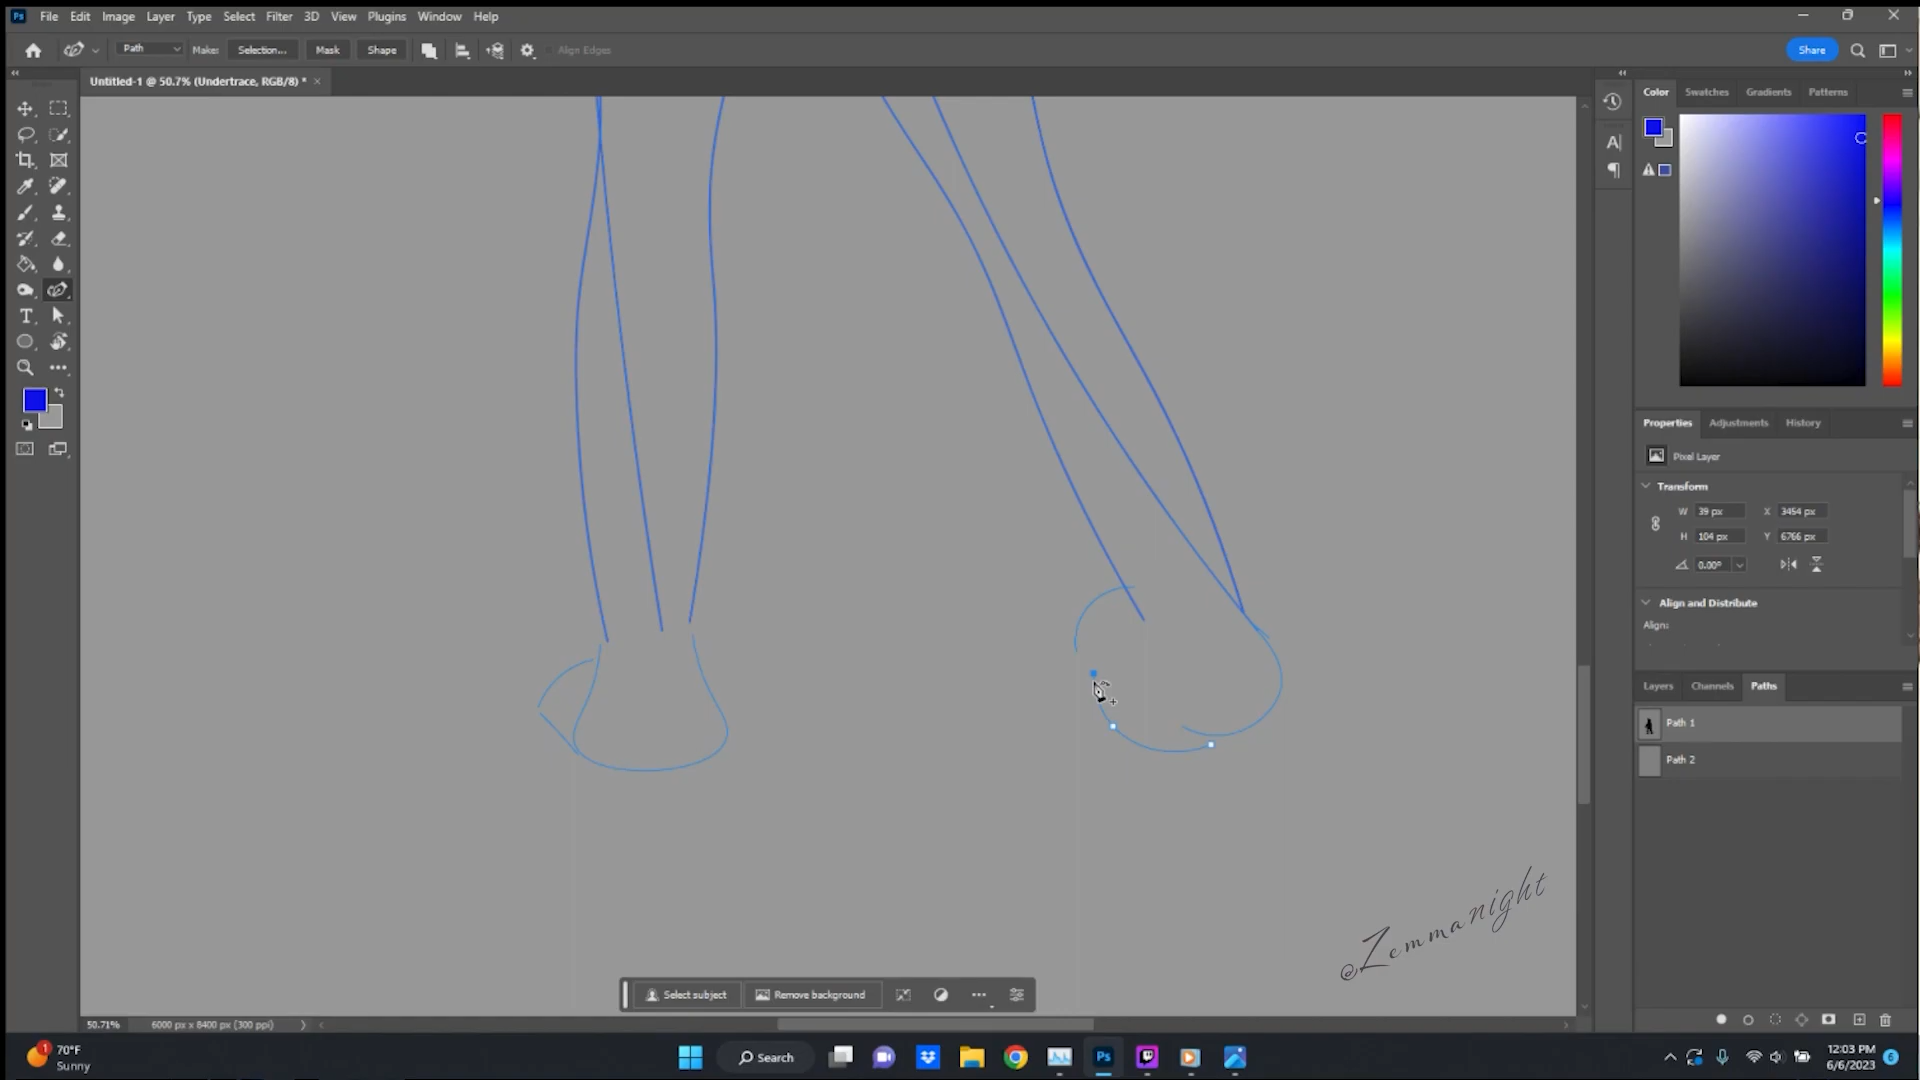 File Edit Image Layer Type Select Filter 3D View Plugins Window Help
Path Make: Selection... Mask Shape Align Edges Share
Untitled-1 @ 50.7% (Undertrace, RGB/8) * ×
Color Swatches Gradients Patterns
Properties Adjustments History
Pixel Layer
Transform
W 39 px X 3454 px
H 104 px Y 6766 px
0.00°
Align and Distribute
Align:
Layers Channels Paths
Path 1
Path 2
@Zemmanight
Select subject Remove background
50.71% 6000 px x 8400 px (300 ppi)
1 70°F
Sunny
Search
12:03 PM
6/6/2023
6